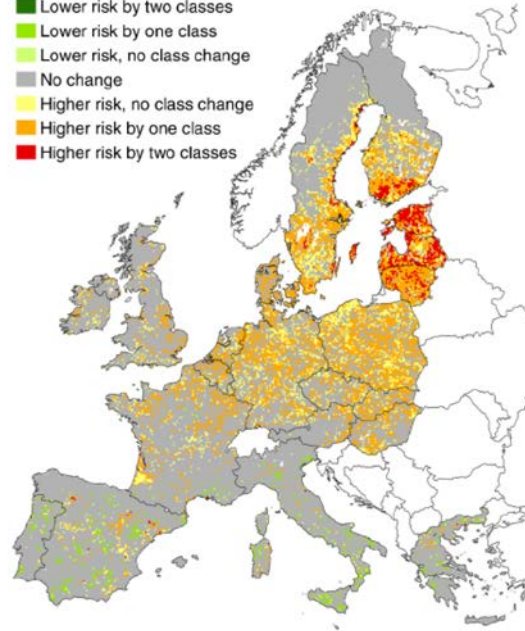 Lower risk by two classes
Lower risk by one class
Lower risk, no class change
No change
Higher risk, no class change
Higher risk by one class
Higher risk by two classes